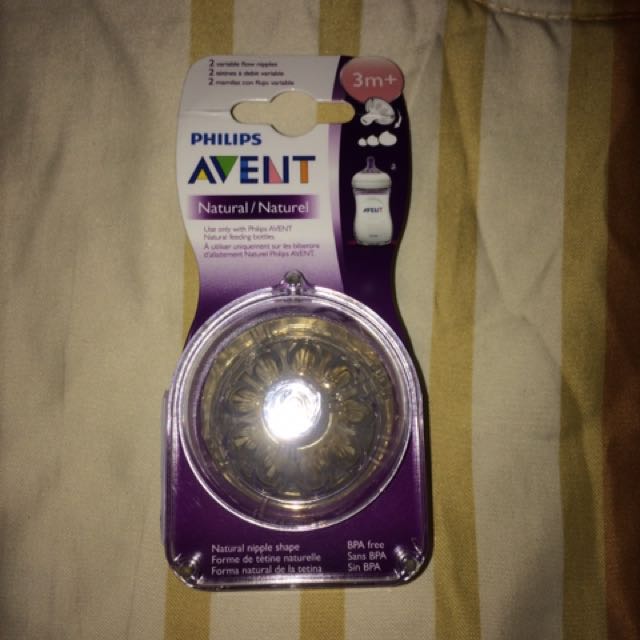 2 variable flow nipples
2 tétines à débit variable
2 mamilas con flujo variable
3m+
PHILIPS
AVENT
Natural / Naturel
Use only with Philips AVENT
Natural feeding bottles
À utiliser uniquement sur les biberons
d'allaitement Naturel Philips AVENT
AVENT
Natural nipple shape
Forme de tétine naturelle
Forma natural de la tetina
BPA free
Sans BPA
Sin BPA